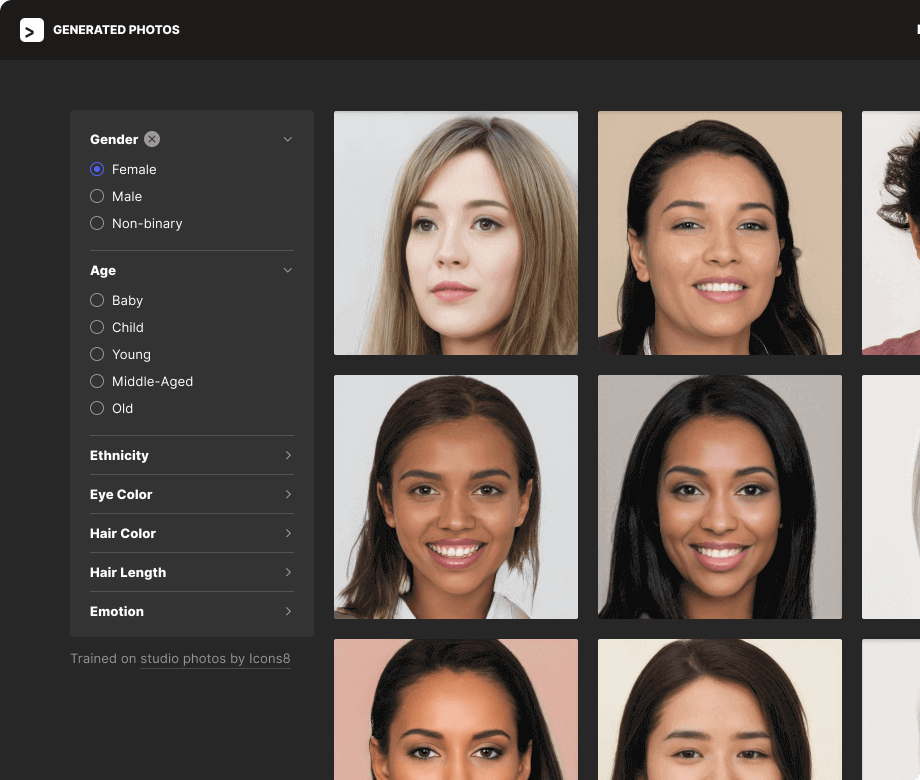 GENERATED PHOTOS
Gender
Female
Male
Non-binary
Age
Baby
Child
Young
Middle-Aged
Old
Ethnicity
Eye Color
Hair Color
Hair Length
Emotion
Trained on studio photos by Icons8